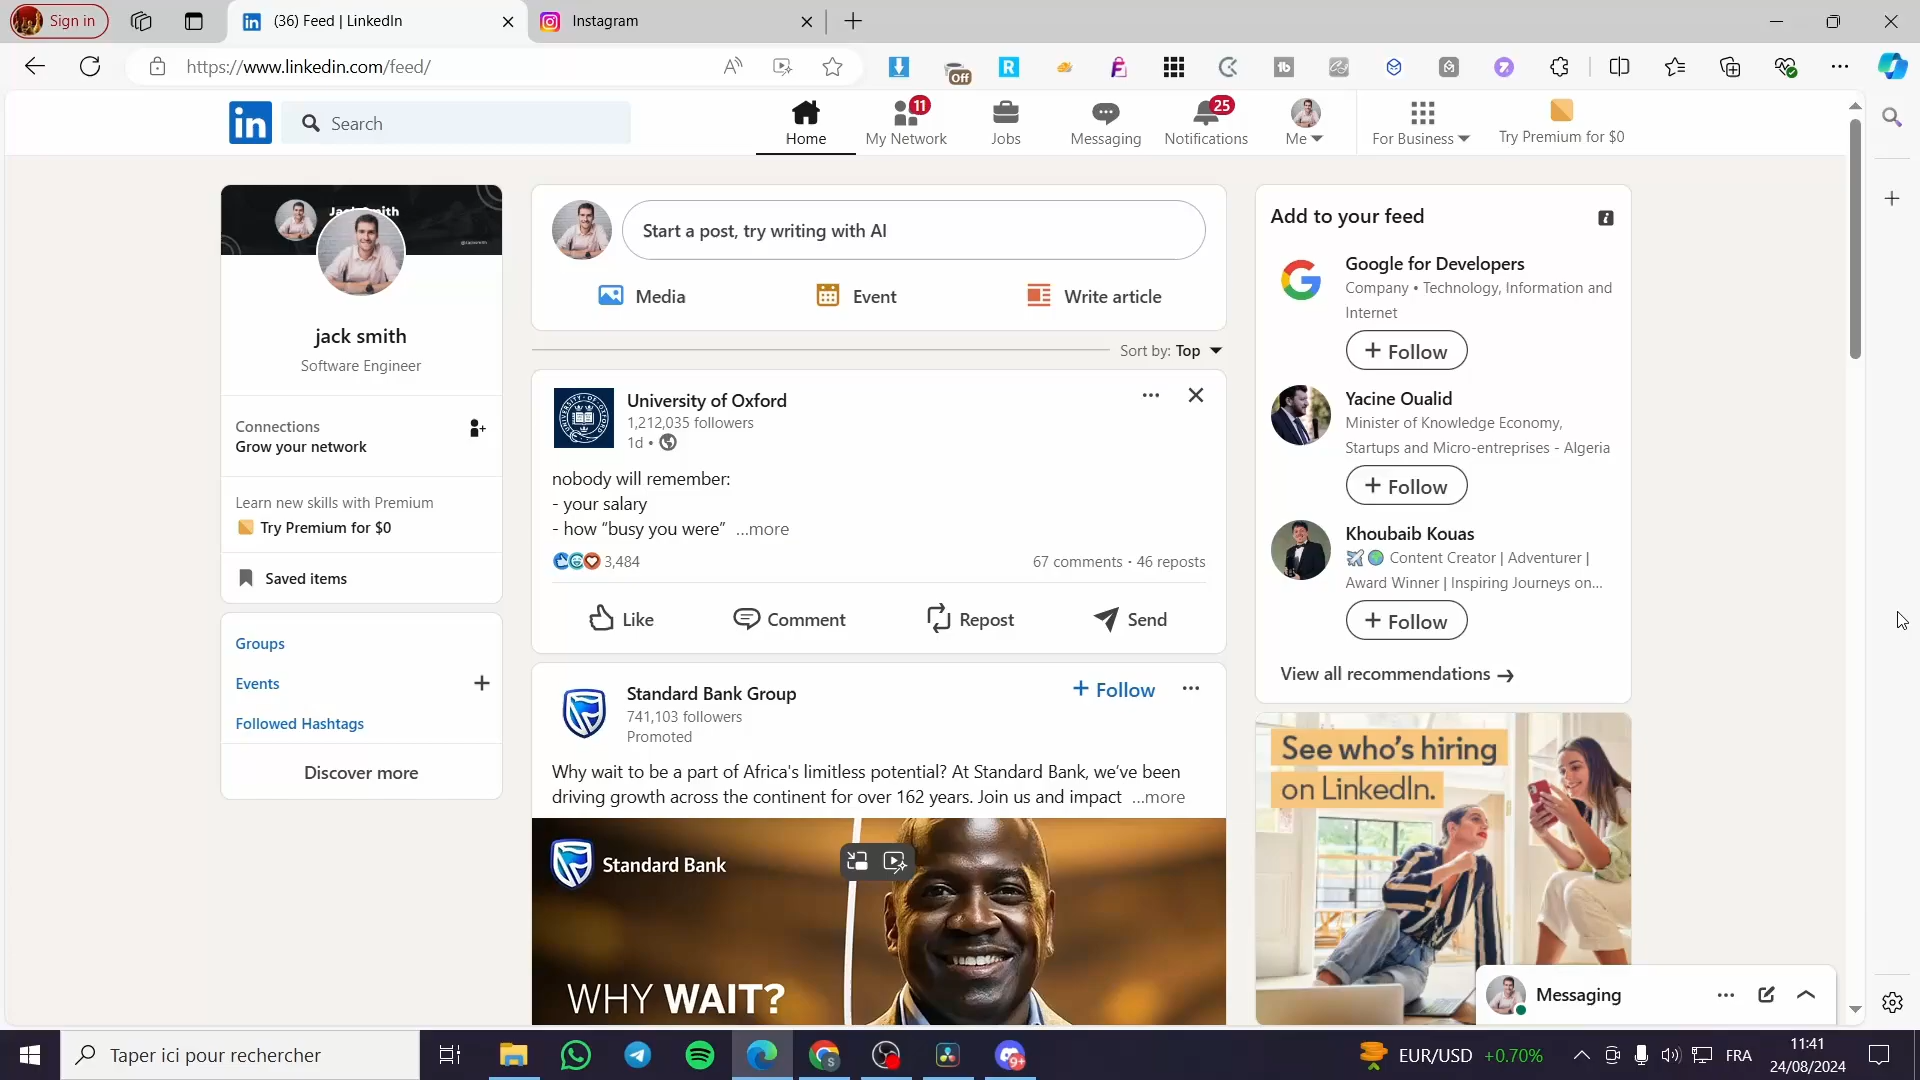 Sign in
(36) Feed | LinkedIn
Instagram
https://www.linkedin.com/feed/
Off
in
Search
Home
11
My Network
Jobs
Messaging
25
Notifications
Me
For Business
Try Premium for $0
jack smith
Software Engineer
Connections
Grow your network
Learn new skills with Premium
Try Premium for $0
Saved items
Groups
Events
Followed Hashtags
Discover more
Start a post, try writing with AI
Media
Event
Write article
Sort by: Top
University of Oxford
1,212,035 followers
1d •
nobody will remember:
- your salary
- how “busy you were” ...more
3,484
67 comments • 46 reposts
Like
Comment
Repost
Send
Standard Bank Group
741,103 followers
Promoted
+ Follow
Why wait to be a part of Africa's limitless potential? At Standard Bank, we’ve been
driving growth across the continent for over 162 years. Join us and impact ...more
Standard Bank
WHY WAIT?
Add to your feed
Google for Developers
Company • Technology, Information and
Internet
+ Follow
Yacine Oualid
Minister of Knowledge Economy,
Startups and Micro-entreprises - Algeria
+ Follow
Khoubaib Kouas
Content Creator | Adventurer |
Award Winner | Inspiring Journeys on...
+ Follow
View all recommendations →
See who’s hiring
on LinkedIn.
Messaging
Taper ici pour rechercher
9+
EUR/USD +0.70%
FRA
11:41
24/08/2024